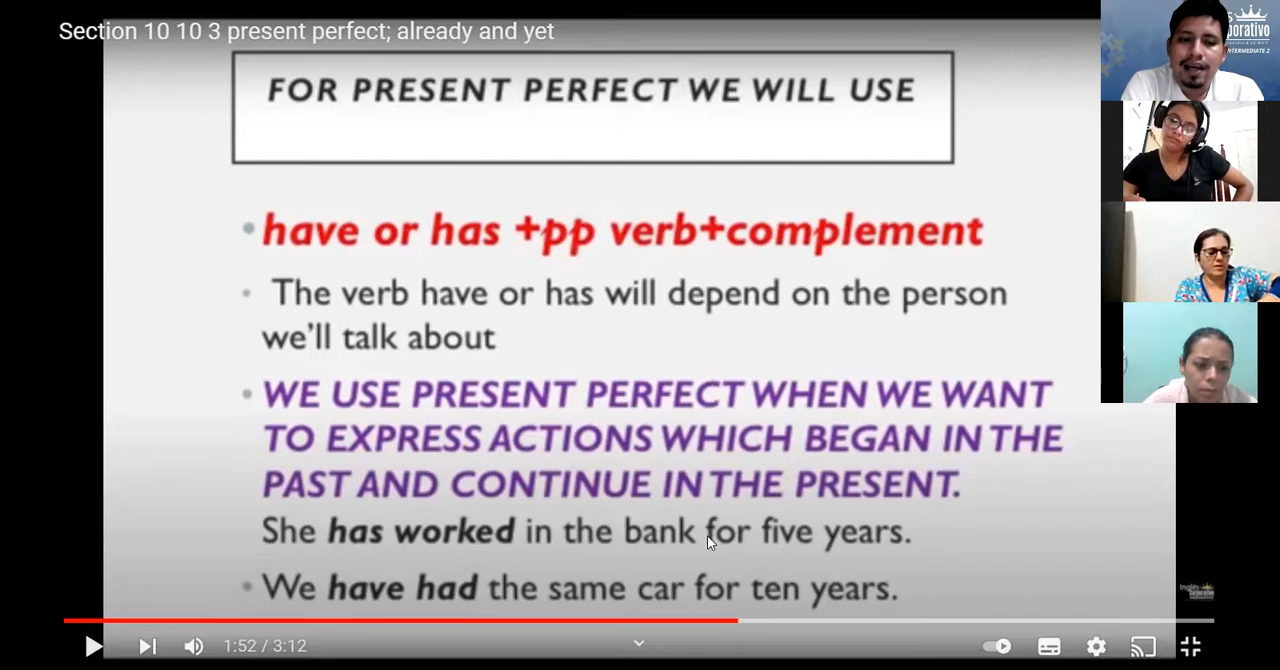 Section 10 10 3 present perfect; already and yet
FOR PRESENT PERFECT WE WILL USE
• have or has +pp verb+complement
• The verb have or has will depend on the person
we'll talk about
• WE USE PRESENT PERFECT WHEN WE WANT
TO EXPRESS ACTIONS WHICH BEGAN IN THE
PAST AND CONTINUE IN THE PRESENT.
She has worked in the bank for five years.
• We have had the same car for ten years.
1:52 / 3:12